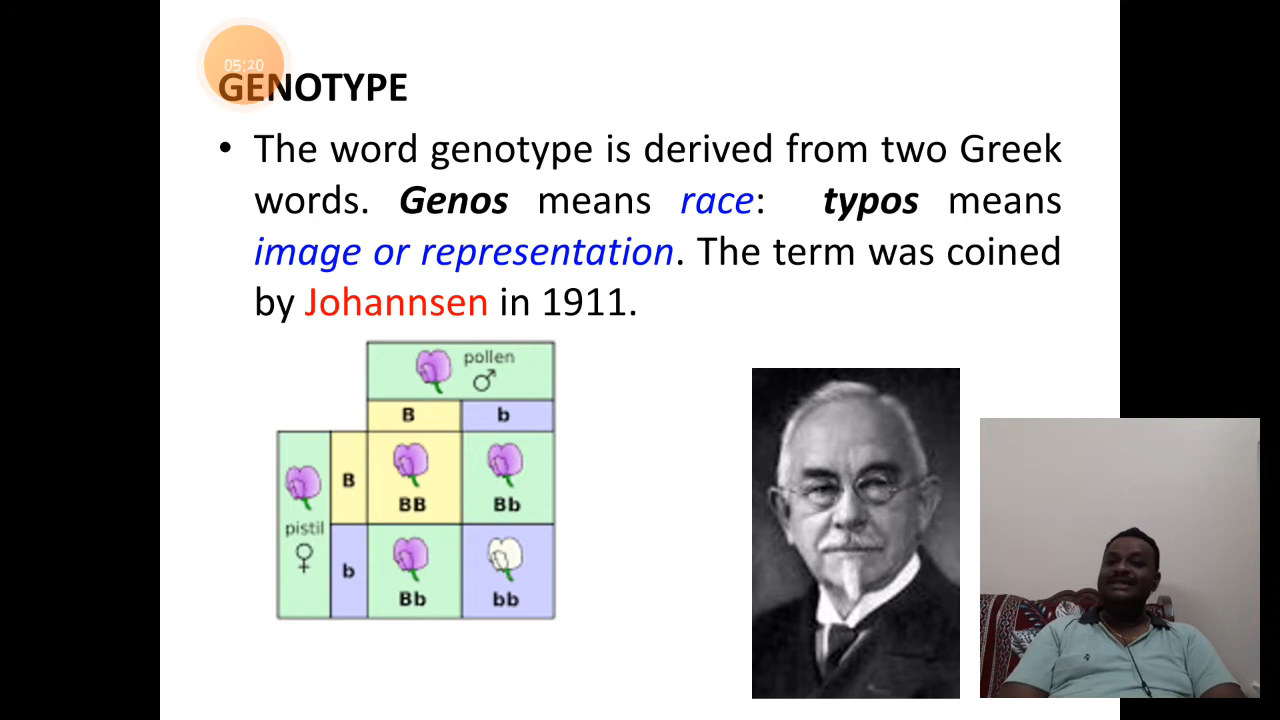 05:20
GENOTYPE
• The word genotype is derived from two Greek
words. Genos means race: typos means
image or representation. The term was coined
by Johannsen in 1911.
pollen
♂
B b
B
BB Bb
pistil
♀
b
Bb bb